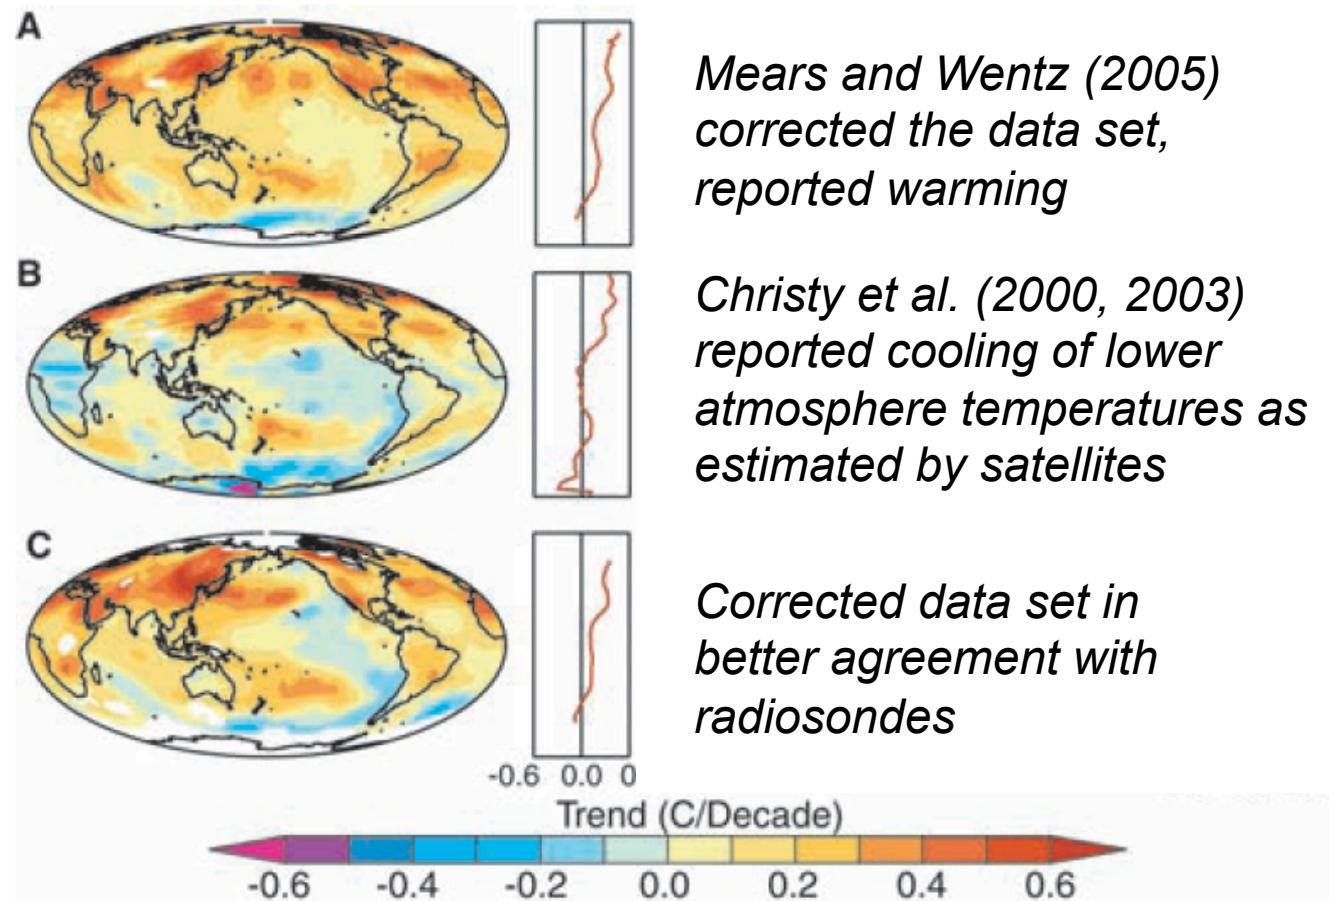 A
Mears and Wentz (2005)
corrected the data set,
reported warming
B
Christy et al. (2000, 2003)
reported cooling of lower
atmosphere temperatures as
estimated by satellites
C
Corrected data set in
better agreement with
radiosondes
-0.6 0.0 0
Trend (C/Decade)
-0.6 -0.4 -0.2 0.0 0.2 0.4 0.6